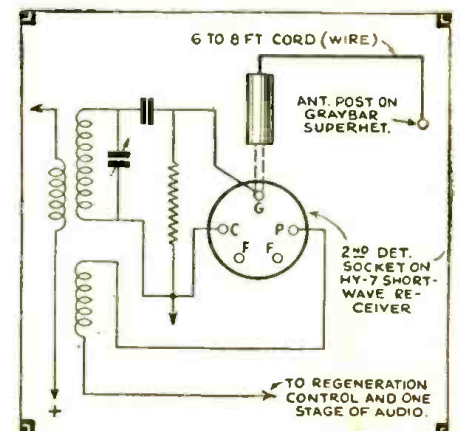 6 TO 8 FT CORD (WIRE)
ANT. POST ON
GRAYBAR
SUPERHET.
G
C
P
F
F
2ND DET.
SOCKET ON
HY-7 SHORT-
WAVE RE-
CEIVER
+
TO REGENERATION
CONTROL AND ONE
STAGE OF AUDIO.